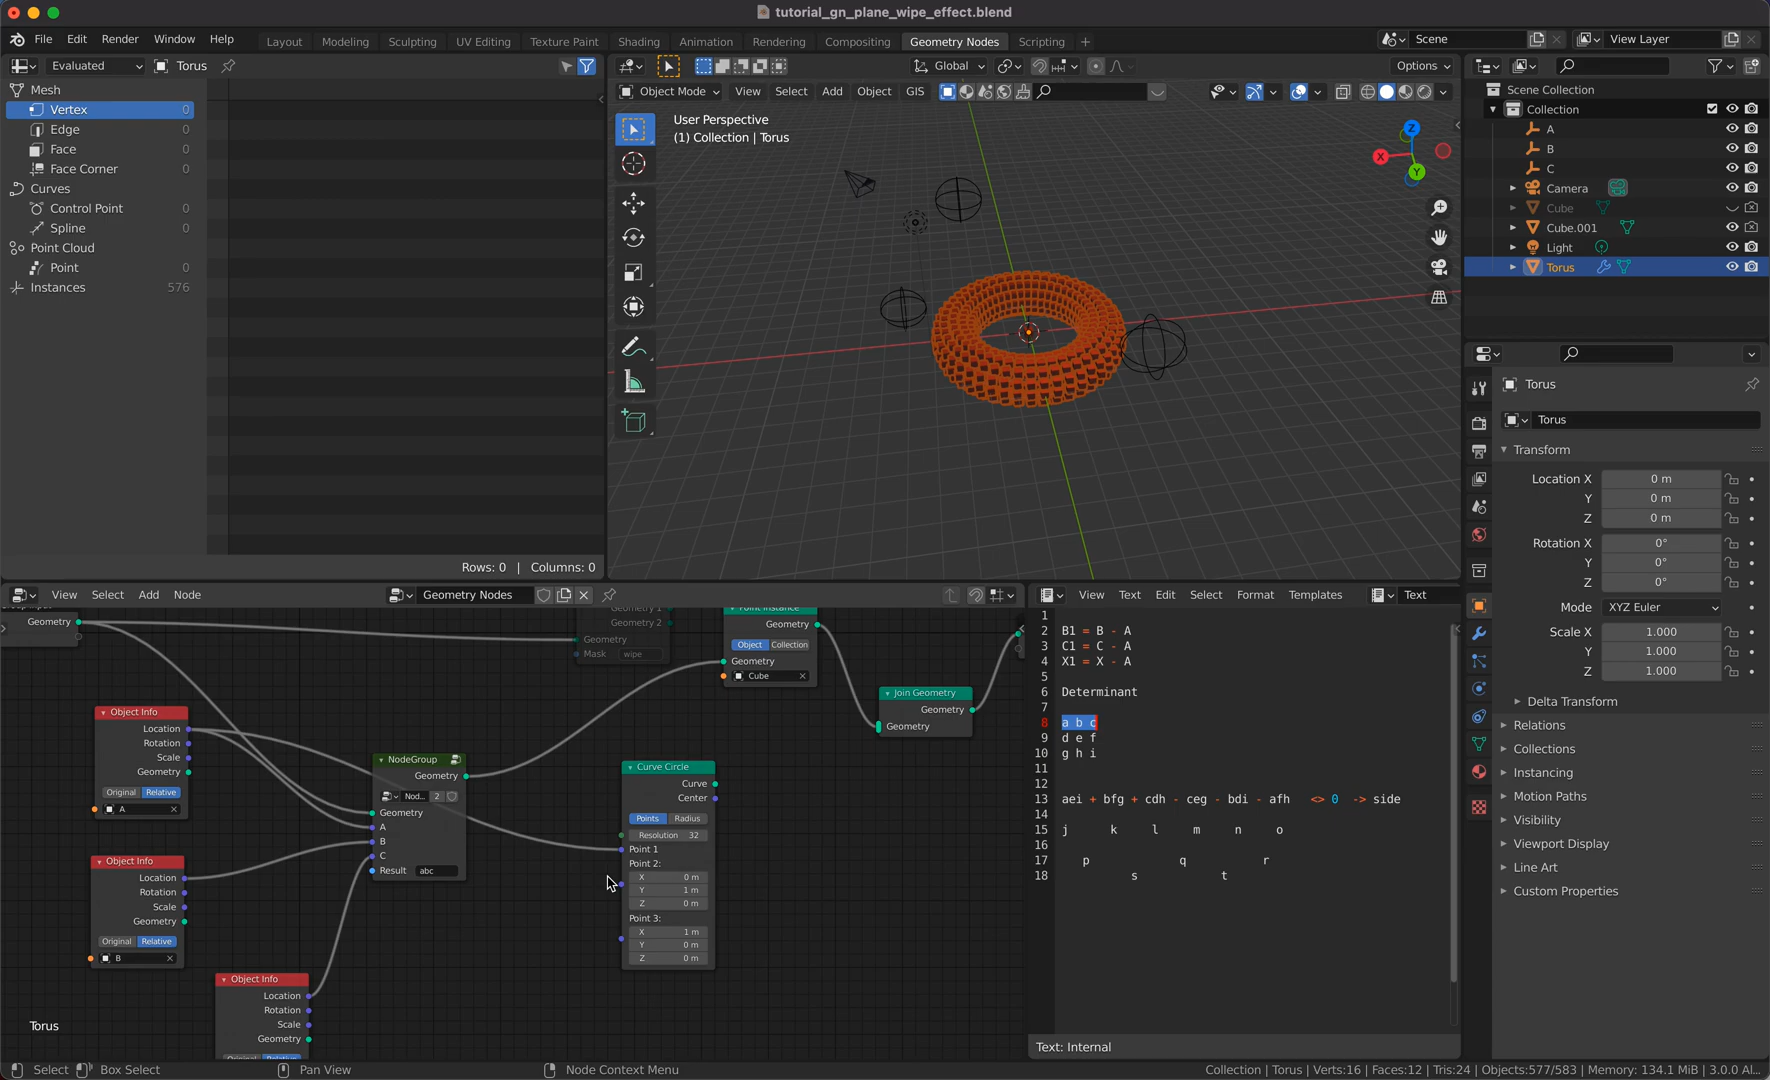 tutorial_gn_plane_wipe_effect.blend
File Edit Render Window Help Layout Modeling Sculpting UV Editing Texture Paint Shading Animation Rendering Compositing Geometry Nodes Scripting + Scene View Layer
Evaluated Torus
Mesh
Vertex 0
Edge 0
Face 0
Face Corner 0
Curves
Control Point 0
Spline 0
Point Cloud
Point 0
Instances 576
Rows: 0 | Columns: 0
Global Options
Object Mode View Select Add Object GIS
User Perspective
(1) Collection | Torus
Z
X
Y
Scene Collection
Collection
A
B
C
Camera
Cube
Cube.001
Light
Torus
Torus
Torus
Transform
Location X 0 m
Y 0 m
Z 0 m
Rotation X 0°
Y 0°
Z 0°
Mode XYZ Euler
Scale X 1.000
Y 1.000
Z 1.000
Delta Transform
Relations
Collections
Instancing
Motion Paths
Visibility
Viewport Display
Line Art
Custom Properties
View Select Add Node Geometry Nodes
Geometry
Geometry 1
Geometry 2
Geometry
Mask wipe
Point Instance
Geometry
Object Collection
Geometry
Cube
Join Geometry
Geometry
Geometry
Object Info
Location
Rotation
Scale
Geometry
Original Relative
A
NodeGroup
Geometry
Nod... 2
Geometry
A
B
C
Result abc
Curve Circle
Curve
Center
Points Radius
Resolution 32
Point 1
Point 2:
X 0 m
Y 1 m
Z 0 m
Point 3:
X 1 m
Y 0 m
Z 0 m
Object Info
Location
Rotation
Scale
Geometry
Original Relative
B
Object Info
Location
Rotation
Scale
Geometry
Original Relative
Torus
View Text Edit Select Format Templates Text
1
2 B1 = B - A
3 C1 = C - A
4 X1 = X - A
5
6 Determinant
7
8 a b c
9 d e f
10 g h i
11
12
13 aei + bfg + cdh - ceg - bdi - afh <> 0 -> side
14
15 j k l m n o
16
17 p q r
18 s t
Text: Internal
Select Box Select Pan View Node Context Menu Collection | Torus | Verts:16 | Faces:12 | Tris:24 | Objects:577/583 | Memory: 134.1 MiB | 3.0.0 Al...